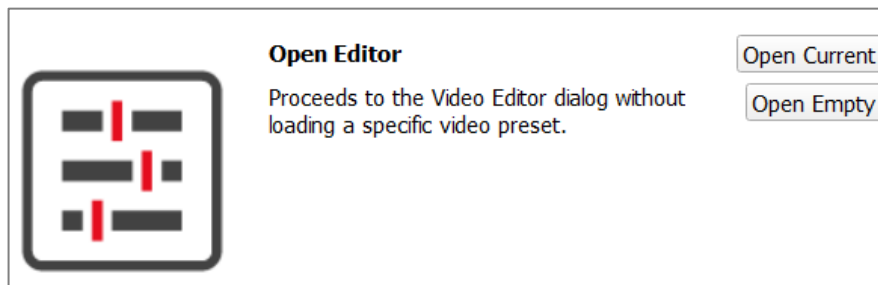 Open Editor
Open Current
Proceeds to the Video Editor dialog without
loading a specific video preset.
Open Empty